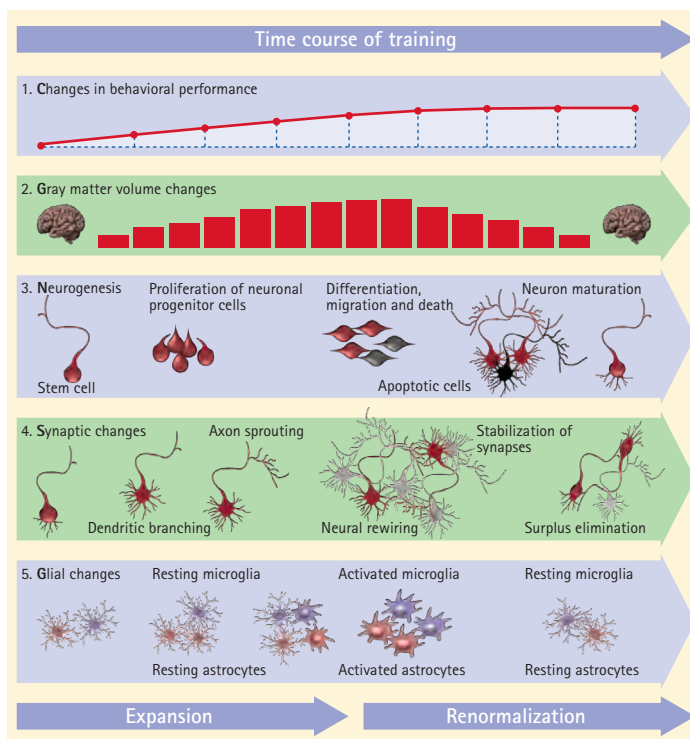 Time course of training
1. Changes in behavioral performance
2. Gray matter volume changes
3. Neurogenesis
Proliferation of neuronal
progenitor cells
Differentiation,
migration and death
Neuron maturation
Stem cell
Apoptotic cells
4. Synaptic changes
Axon sprouting
Stabilization of
synapses
Dendritic branching
Neural rewiring
Surplus elimination
5. Glial changes
Resting microglia
Activated microglia
Resting microglia
Resting astrocytes
Activated astrocytes
Resting astrocytes
Expansion
Renormalization